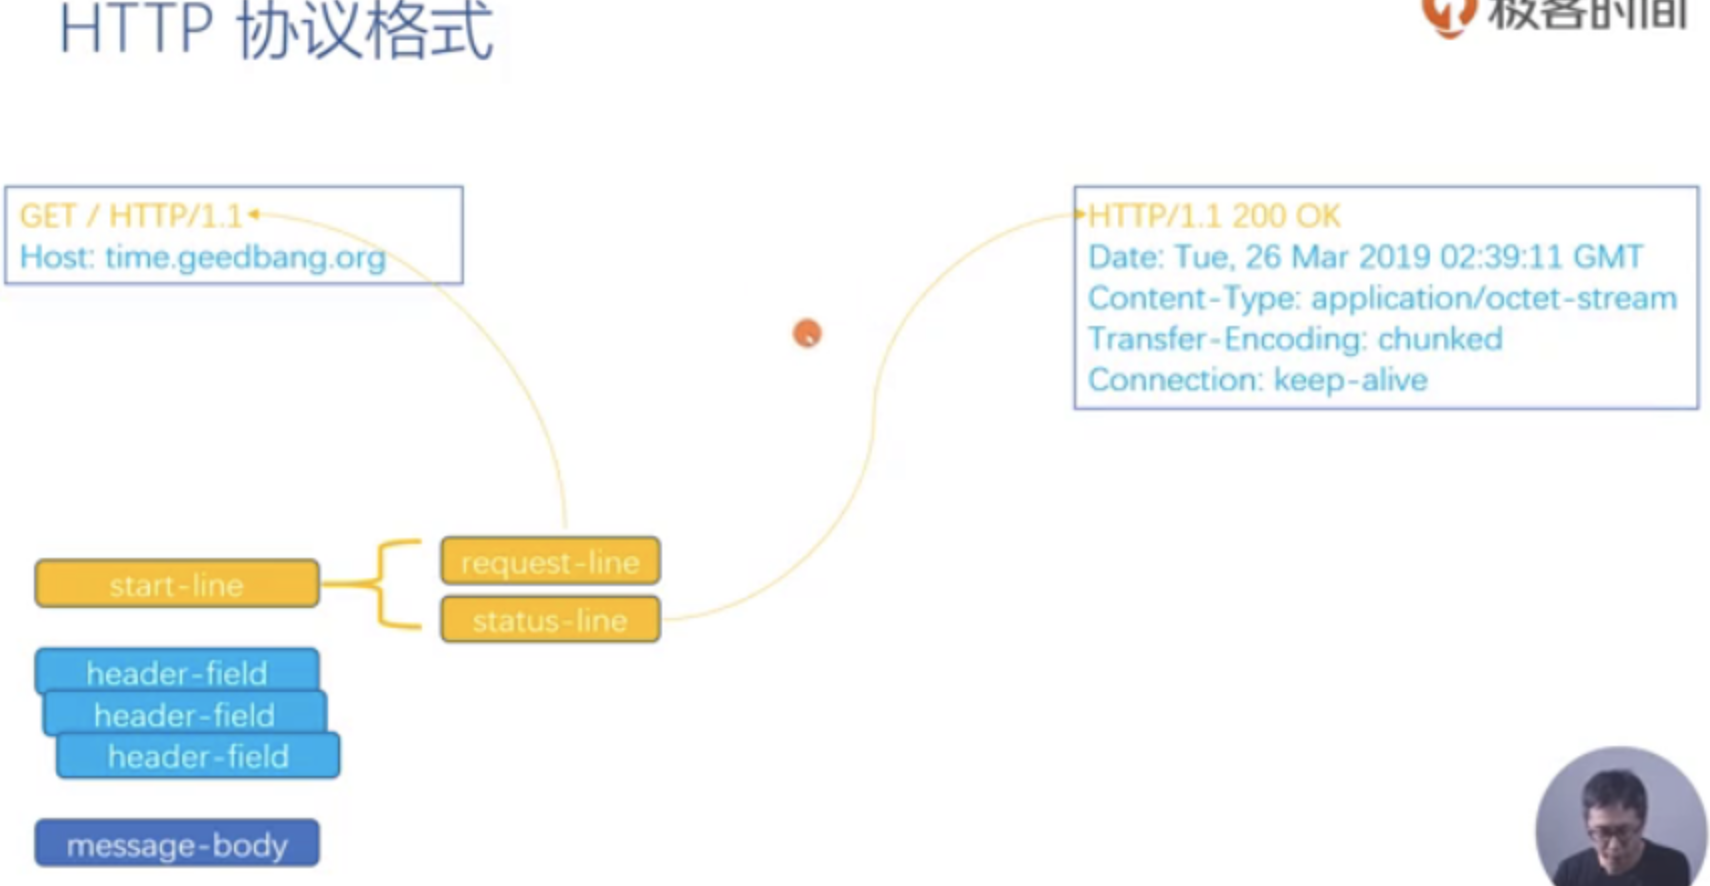 HTTP 协议格式
极客时间
GET / HTTP/1.1
Host: time.geedbang.org
HTTP/1.1 200 OK
Date: Tue, 26 Mar 2019 02:39:11 GMT
Content-Type: application/octet-stream
Transfer-Encoding: chunked
Connection: keep-alive
start-line
request-line
status-line
header-field
header-field
header-field
message-body